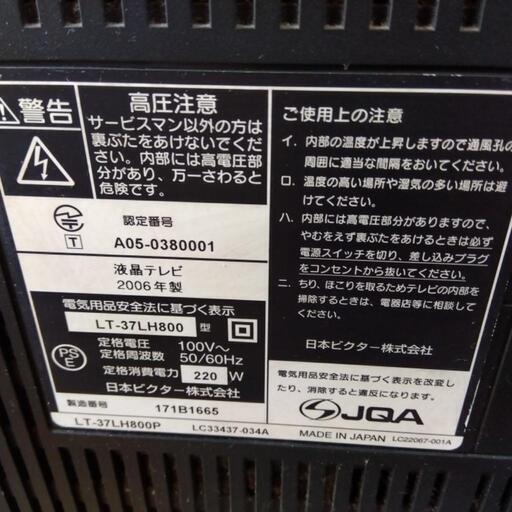 警告
高圧注意
サービスマン以外の方は
裏ぶたをあけないでくだ
さい。内部には高電圧部
分があり、万一さわると
危険です。
T
認定番号
A05-0380001
液晶テレビ
2006年製
電気用品安全法に基づく表示
LT-37LH800 型
PS
E
定格電圧 100V~
定格周波数 50/60Hz
定格消費電力 220 W
日本ビクター株式会社
製造番号 171B1665
LT-37LH800P LC33437-034A
ご使用上の注意
イ. 内部の温度が上昇しますので通風孔の
周囲に適当な間隔をおいてください。
ロ. 温度の高い場所や湿気の多い場所は避
けてください。
ハ. 内部には高電圧部分がありますので、
やむをえず裏ぶたをあけるときは必ず
電源スイッチを切り、差し込みプラグ
をコンセントから抜いてください。
ニ. ちり、ほこりを取るためテレビの内部を
掃除するときは、電器店等に相談して
ください。
日本ビクター株式会社
電気用品安全法に基づく表示を改変し
たり、消除すると違反になります。
JQA
MADE IN JAPAN LC22067-001A